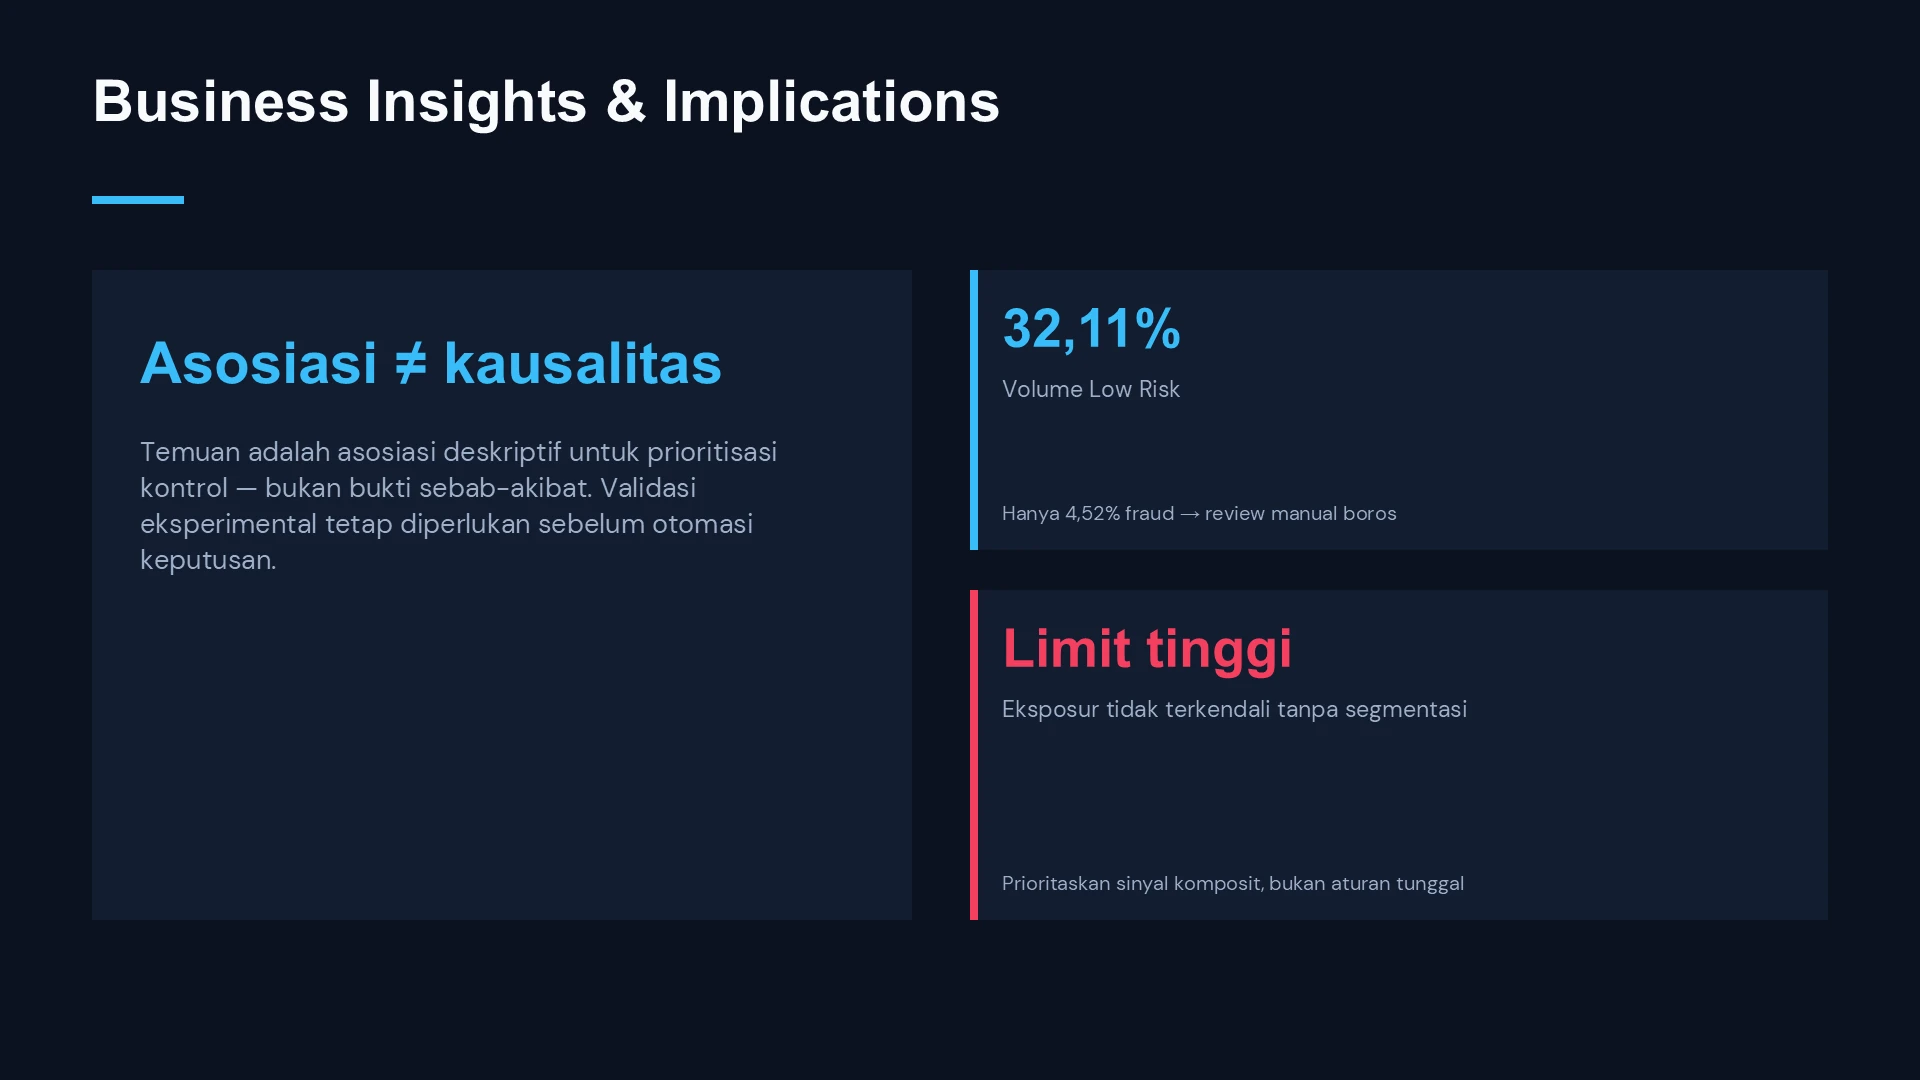 Business Insights & Implications
Asosiasi ≠ kausalitas
Temuan adalah asosiasi deskriptif untuk prioritisasi
kontrol — bukan bukti sebab-akibat. Validasi
eksperimental tetap diperlukan sebelum otomasi
keputusan.
32,11%
Volume Low Risk
Hanya 4,52% fraud → review manual boros
Limit tinggi
Eksposur tidak terkendali tanpa segmentasi
Prioritaskan sinyal komposit, bukan aturan tunggal